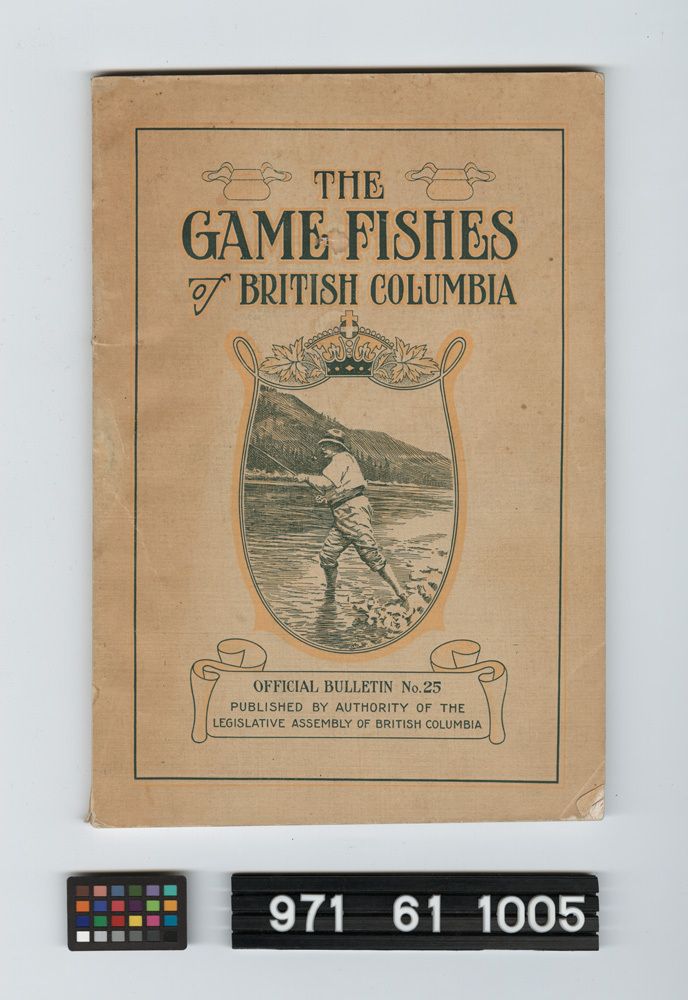 THE
GAME FISHES
of BRITISH COLUMBIA
OFFICIAL BULLETIN No. 25
PUBLISHED BY AUTHORITY OF THE
LEGISLATIVE ASSEMBLY OF BRITISH COLUMBIA
971 61 1005